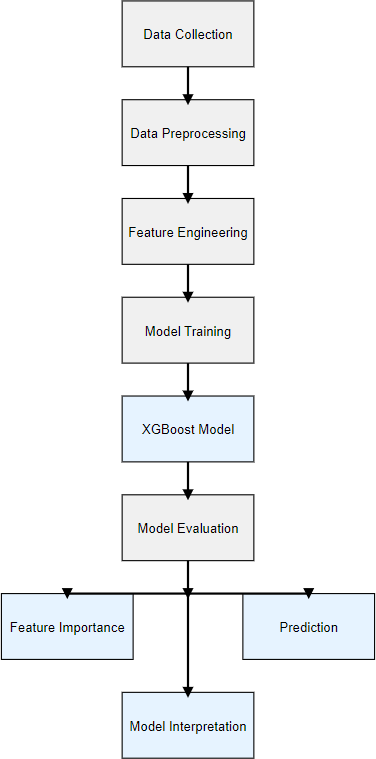 Data Collection
Data Preprocessing
Feature Engineering
Model Training
XGBoost Model
Model Evaluation
Feature Importance
Prediction
Model Interpretation